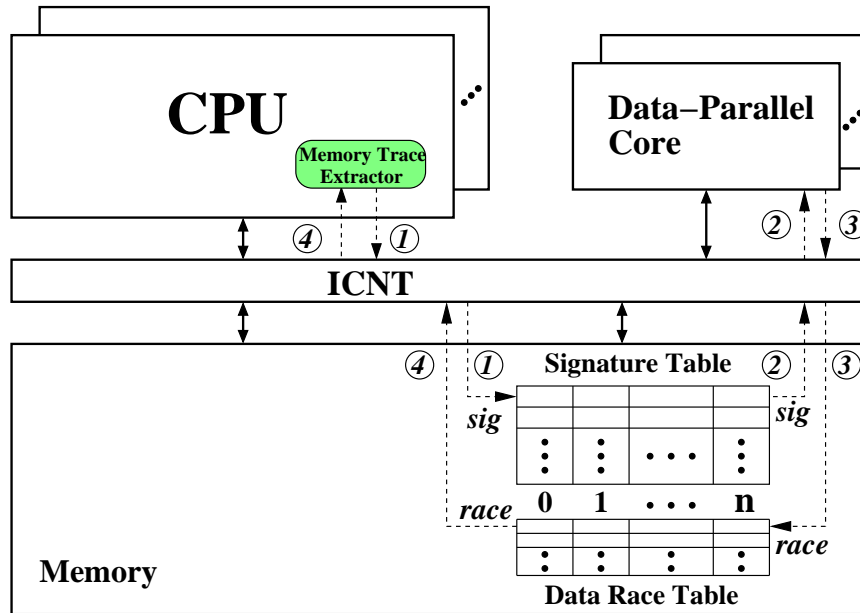 CPU
Memory Trace
Extractor
Data–Parallel
Core
④ ① ② ③
ICNT
④ ① ② ③
Signature Table
sig sig
0 1 n
race race
Data Race Table
Memory